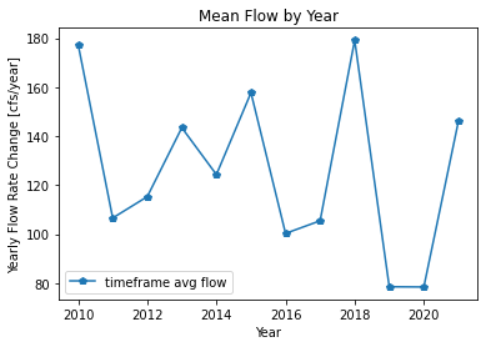 Mean Flow by Year
Yearly Flow Rate Change [cfs/year]
180
160
140
120
100
80
timeframe avg flow
2010 2012 2014 2016 2018 2020
Year